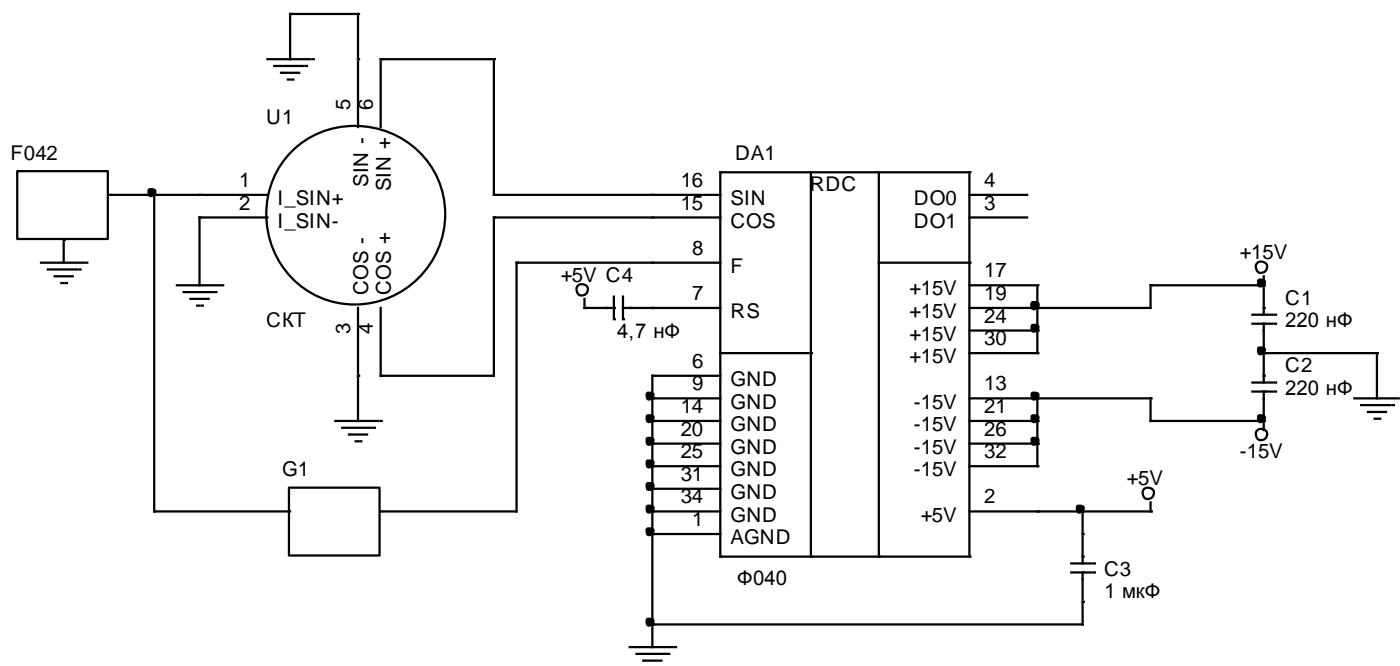 F042
U1
5
6
SIN -
SIN +
1
2
I_SIN+
I_SIN-
COS -
COS +
СКТ
3
4
G1
DA1
RDC
16
SIN
15
COS
8
F
+5V
C4
4,7 нФ
7
RS
6
GND
9
GND
14
GND
20
GND
25
GND
31
GND
34
GND
1
AGND
Ф040
DO0
4
DO1
3
17
+15V
19
+15V
24
+15V
30
+15V
13
-15V
21
-15V
26
-15V
32
-15V
2
+5V
+15V
C1
220 нФ
C2
220 нФ
-15V
+5V
C3
1 мкФ